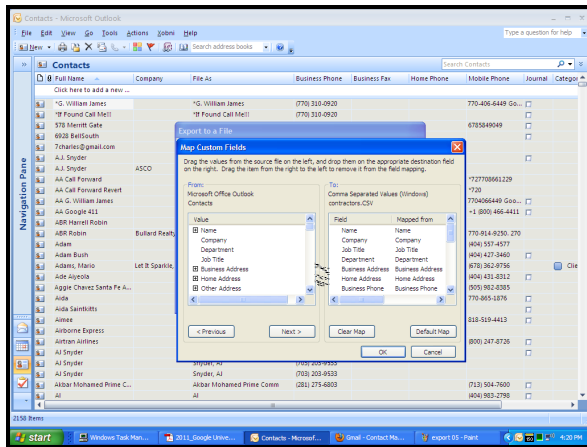 Contacts - Microsoft Outlook
File Edit View Go Tools Actions Xobni Help
Type a question for help
New Search address books
Contacts Search Contacts
Full Name Company File As Business Phone Business Fax Home Phone Mobile Phone Journal Categor
Click here to add a new ...
*G. William James *G. William James (770) 310-0920 770-406-6449 Goo...
*If Found Call Me!!! *If Found Call Me!!! (770) 310-0920
578 Merritt Gate 6785849049
6928 BellSouth
7charles@gmail.com
A.J. Snyder
A.J. Snyder ASCO
AA Call Forward *727708661229
AA Call Forward Revert *720
AA G. William James 7704066449 Goo...
AA Google 411 +1 (800) 466-4411
ABR Harrell Robin
ABR Robin Bullard Realty 770-914-9250. 270
Adam (404) 557-4577
Adam Bush (404) 427-3460
Adams, Mario Let It Sparkle, (678) 362-9756 Clie
Ade Aiyeola (404) 431-8312
Aggie Chavez Santa Fe A... (505) 982-8385
Aida 770-865-1876
Aida SaintKitts
Aimee 818-519-4413
Airborne Express
Airtran Airlines (800) 247-8726
AJ Snyder Snyder, AJ (703) 203-9533
AJ Snyder (703) 203-9533
Akbar Mohamed Prime C... Akbar Mohamed Prime Comm (281) 275-6803 (713) 504-7600
Al Al (404) 983-2798
Navigation Pane
Export to a File
Map Custom Fields
Drag the values from the source file on the left, and drop them on the appropriate destination field
on the right. Drag the item from the right to the left to remove it from the field mapping.
From:
Microsoft Office Outlook
Contacts
Value
Name
Company
Department
Job Title
Business Address
Home Address
Other Address
To:
Comma Separated Values (Windows)
contractors.CSV
Field Mapped from
Name Name
Company Company
Department Department
Job Title Job Title
Business Address Business Address
Home Address Home Address
Business Phone Business Phone
< Previous Next > Clear Map Default Map
OK Cancel
2158 Items
start Windows Task Man... 2011_Google Unive... Contacts - Microsof... Gmail - Contact Ma... export 05 - Paint 4:20 PM